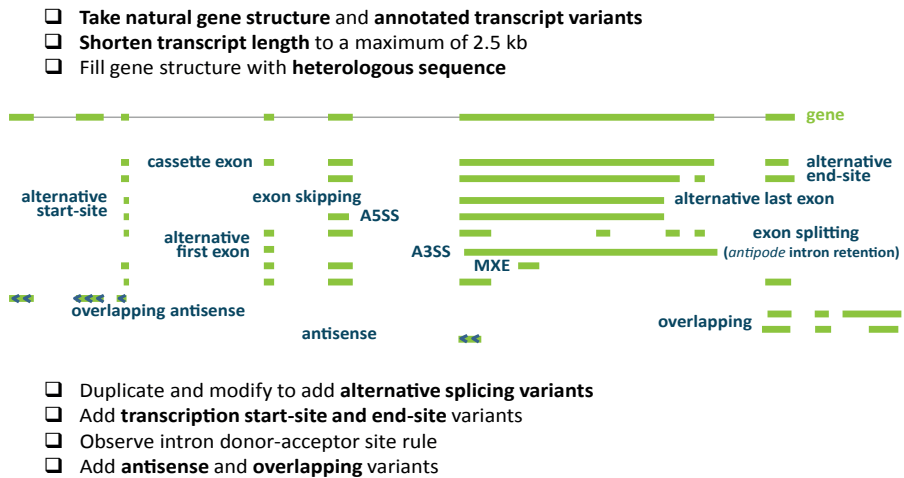 ❑ Take natural gene structure and annotated transcript variants
❑ Shorten transcript length to a maximum of 2.5 kb
❑ Fill gene structure with heterologous sequence
gene
cassette exon
alternative
end-site
alternative
start-site
exon skipping
alternative last exon
A5SS
alternative
first exon
exon splitting
A3SS
(antipode intron retention)
MXE
overlapping antisense
antisense
overlapping
❑ Duplicate and modify to add alternative splicing variants
❑ Add transcription start-site and end-site variants
❑ Observe intron donor-acceptor site rule
❑ Add antisense and overlapping variants